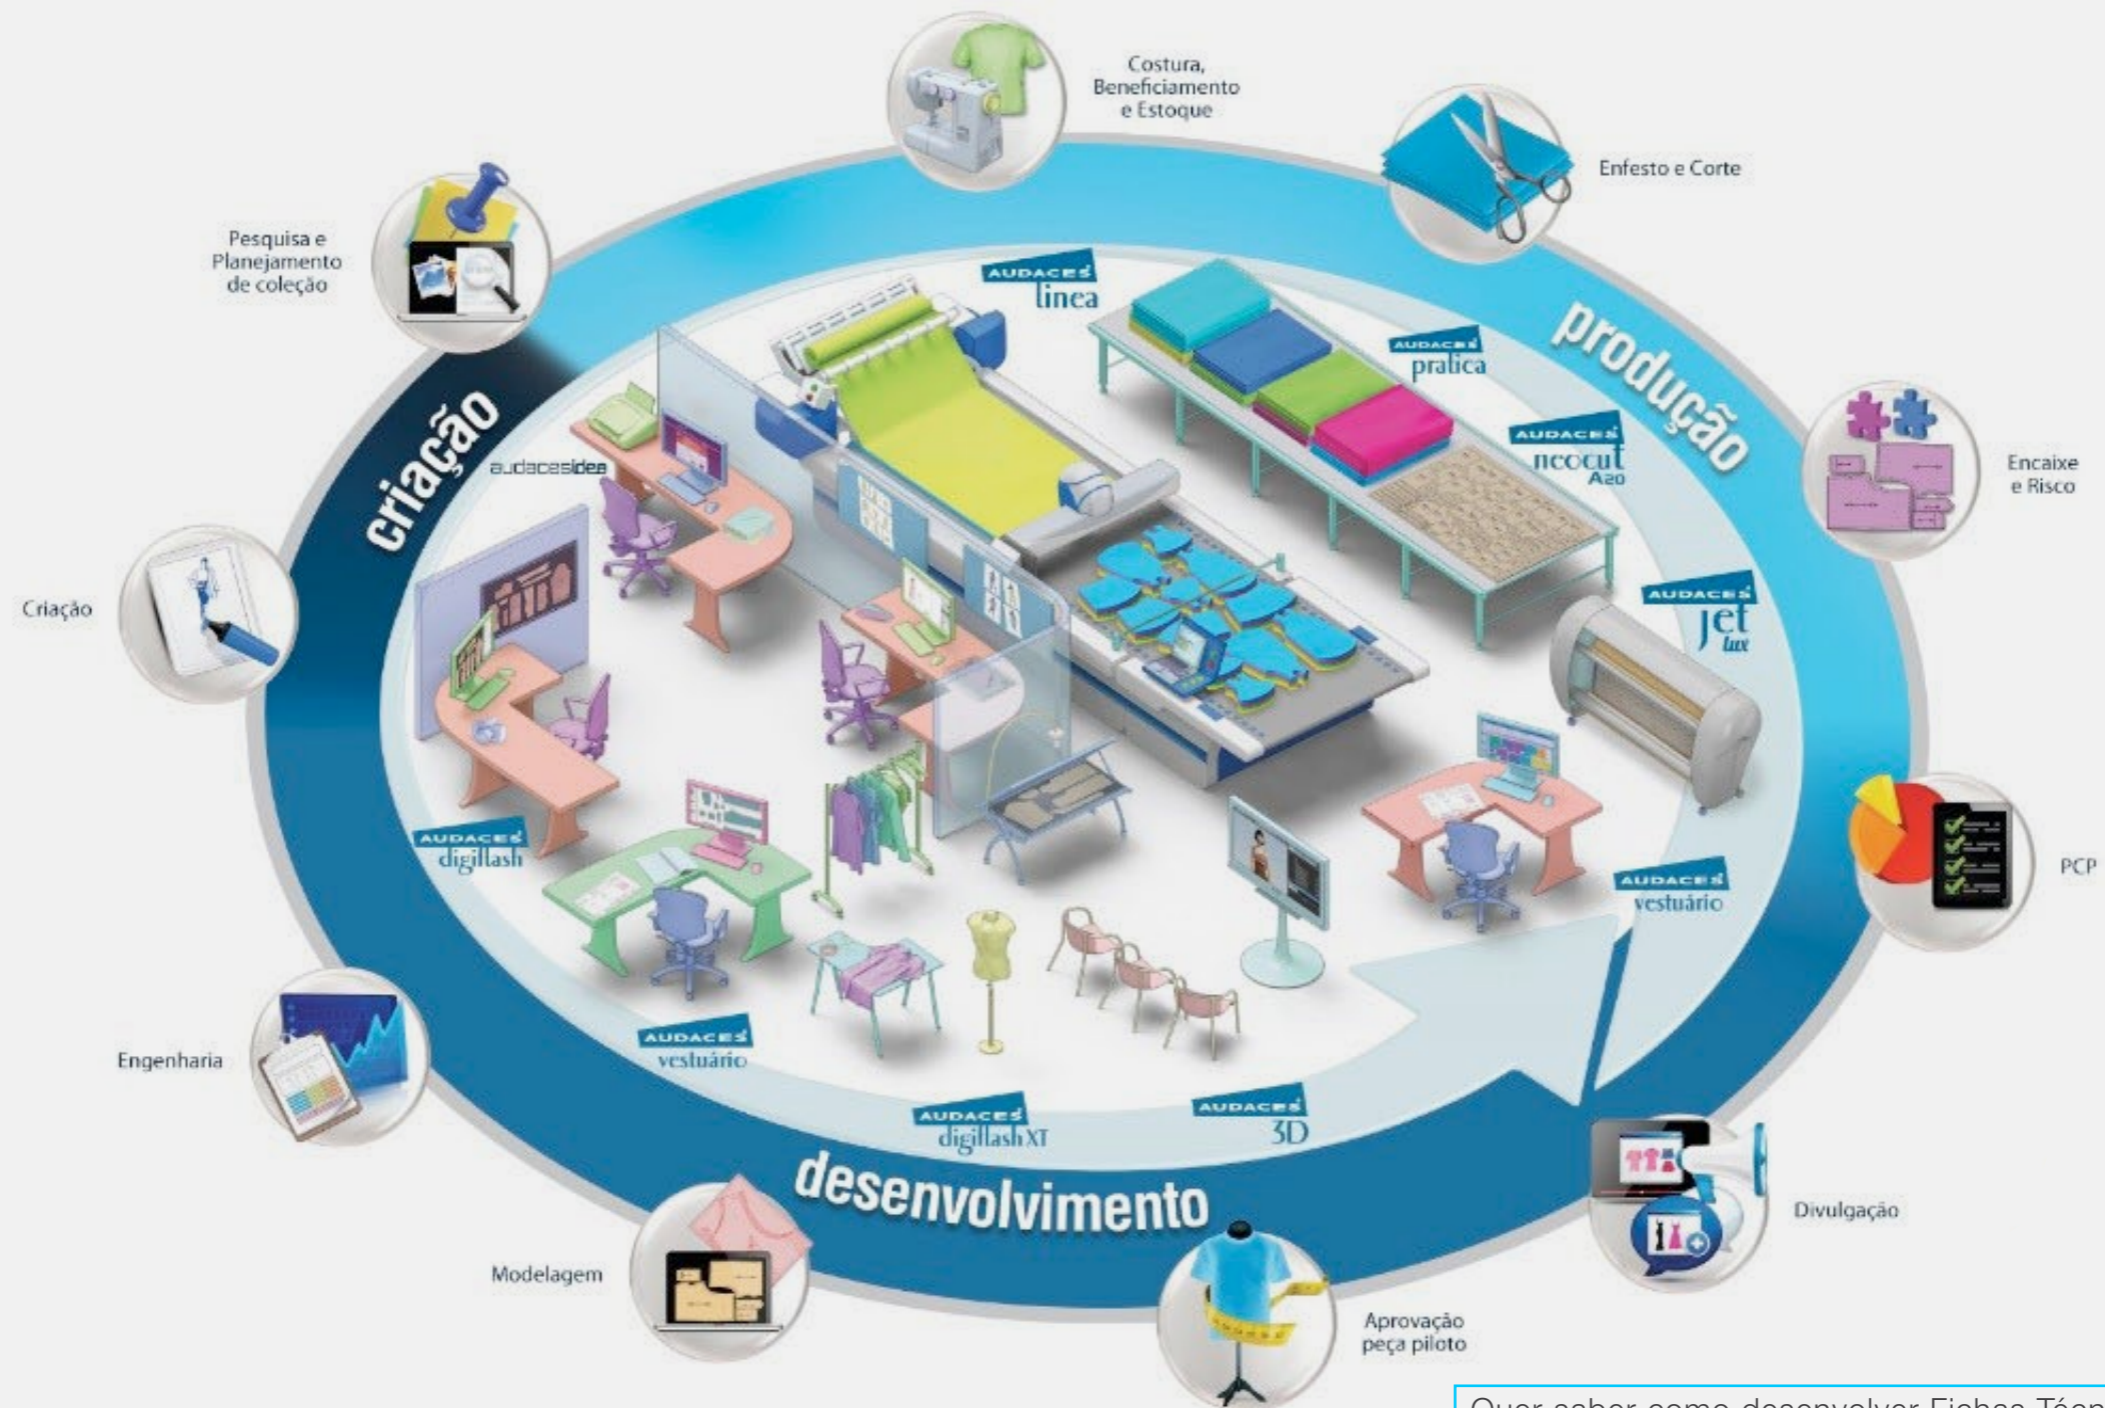 Costura,
Beneficiamento
e Estoque
Enfesto e Corte
Pesquisa e
Planejamento
de coleção
AUDACES
linea
AUDACES
pratica
produção
AUDACES
neocut
A20
Encaixe
e Risco
criação
audacesidea
Criação
AUDACES
jet
lux
PCP
AUDACES
digiflash
AUDACES
vestuário
Engenharia
AUDACES
vestuário
AUDACES
digiflash XT
AUDACES
3D
desenvolvimento
Divulgação
Modelagem
Aprovação
peça piloto